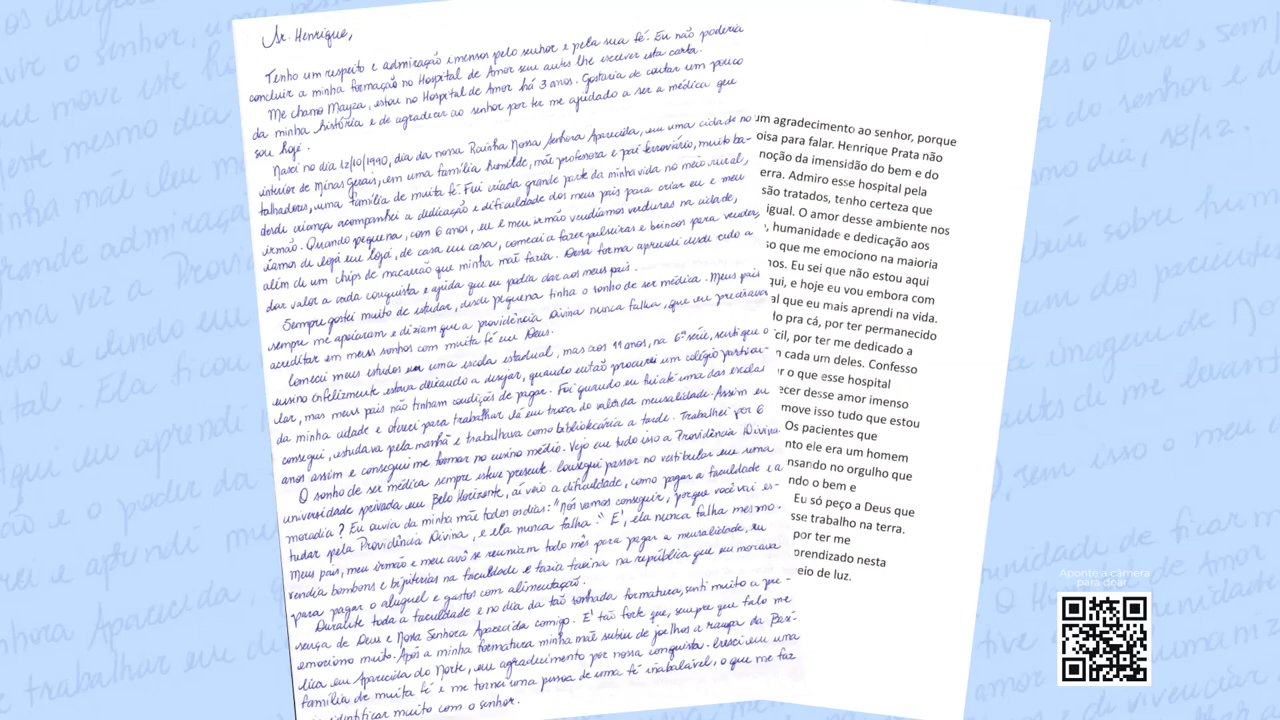 Sr. Henrique,
Tenho um respeito e admiração imensos pelo senhor e pela sua fé. Eu não poderia
concluir a minha formação no Hospital de Amor sem antes lhe escrever esta carta.
Me chamo Mayza, estou no Hospital de Amor há 3 anos. Gostaria de contar um pouco
da minha história e de agradecer ao senhor por ter me ajudado a ser a médica que
sou hoje.
Nasci no dia 12/10/1990, dia da nossa Rainha Nossa Senhora Aparecida, em uma cidade no
interior de Minas Gerais, em uma família humilde, mãe professora e pai ferroviário, muito ba-
talhadores, uma família de muita fé. Fui criada grande parte da minha vida no meio rural,
desde criança acompanhei a dedicação e dificuldade dos meus pais para criar eu e meu
irmão. Quando pequena, com 6 anos, eu e meu irmão vendíamos verduras na cidade,
íamos de loja em loja, de casa em casa, comecei a fazer pulseiras e brincos para vender,
além de um chips de macarrão que minha mãe fazia. Dessa forma aprendi desde cedo a
dar valor a cada conquista e ajuda que eu podia dar aos meus pais.
Sempre gostei muito de estudar, desde pequena tinha o sonho de ser médica. Meus pais
sempre me apoiaram e diziam que a providência Divina nunca falha, que eu precisava
acreditar em meus sonhos com muita fé em Deus.
Comecei meus estudos em uma escola estadual, mas aos 11 anos, na 6ª série, senti que o
ensino infelizmente estava deixando a desejar, quando então procurei um colégio particu-
lar, mas meus pais não tinham condição de pagar. Foi quando eu fui até uma das escolas
da minha cidade e ofereci para trabalhar lá em troca do valor da mensalidade. Assim eu
consegui, estudava pela manhã e trabalhava como bibliotecária a tarde. Trabalhei por 6
anos assim e consegui me formar no ensino médio. Vejo em tudo isso a Providência Divina.
O sonho de ser médica sempre esteve presente. Consegui passar no vestibular em uma
universidade privada em Belo Horizonte, aí veio a dificuldade, como pagar a faculdade e a
moradia? Eu ouvia da minha mãe todos os dias: "Nós vamos conseguir, porque você vai es-
tudar pela Providência Divina, e ela nunca falha." E, ela nunca falha mesmo.
Meus pais, meu irmão e meu avô se reuniam todo mês para pagar a mensalidade, eu
vendia bombons e bijuterias na faculdade e fazia faxina na república que eu morava
para pagar o aluguel e gastos com alimentação.
Durante toda a faculdade e no dia da tão sonhada formatura, senti muito a pre-
sença de Deus e Nossa Senhora Aparecida comigo. É tão forte que, sempre que falo me
emociono muito. Após a minha formatura minha mãe subiu de joelhos a rampa da Basí-
lica em Aparecida do Norte, em agradecimento por nossa conquista. Cresci em uma
família de muita fé e me tornei uma pessoa de uma fé inabalável, o que me faz
identificar muito com o senhor.
um agradecimento ao senhor, porque
oisa para falar. Henrique Prata não
noção da imensidão do bem e do
erra. Admiro esse hospital pela
são tratados, tenho certeza que
igual. O amor desse ambiente nos
, humanidade e dedicação aos
so que me emociono na maioria
nos. Eu sei que não estou aqui
qui, e hoje eu vou embora com
al que eu mais aprendi na vida.
do pra cá, por ter permanecido
cil, por ter me dedicado a
n cada um deles. Confesso
r o que esse hospital
ecer desse amor imenso
move isso tudo que estou
Os pacientes que
nto ele era um homem
nsando no orgulho que
ndo o bem e
Eu só peço a Deus que
sse trabalho na terra.
por ter me
prendizado nesta
eio de luz.
Aponte a câmera
para doar